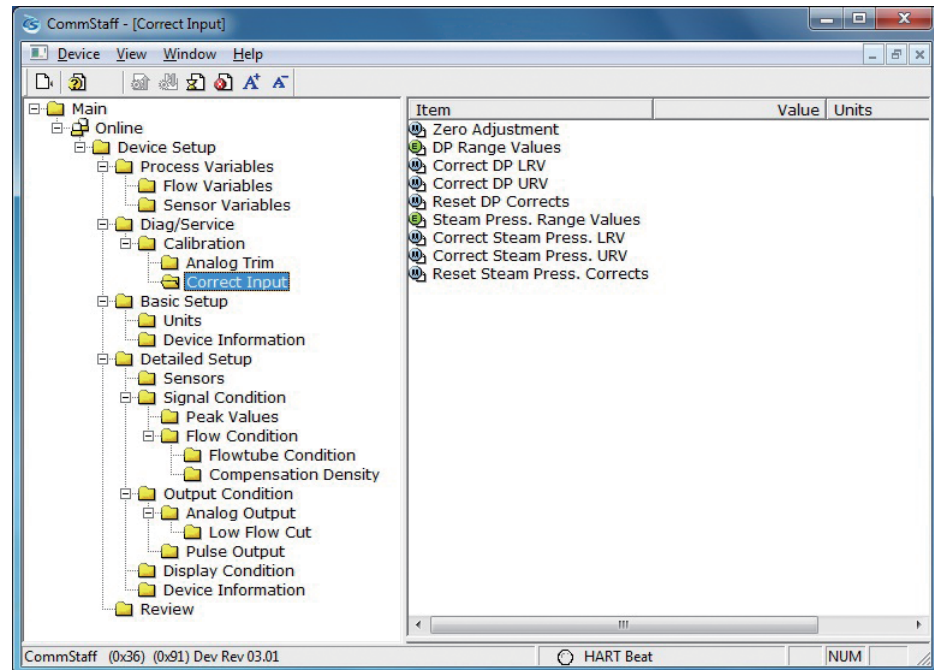 CommStaff - [Correct Input]
Device View Window Help
Main
Online
Device Setup
Process Variables
Flow Variables
Sensor Variables
Diag/Service
Calibration
Analog Trim
Correct Input
Basic Setup
Units
Device Information
Detailed Setup
Sensors
Signal Condition
Peak Values
Flow Condition
Flowtube Condition
Compensation Density
Output Condition
Analog Output
Low Flow Cut
Pulse Output
Display Condition
Device Information
Review
Item Value Units
Zero Adjustment
DP Range Values
Correct DP LRV
Correct DP URV
Reset DP Corrects
Steam Press. Range Values
Correct Steam Press. LRV
Correct Steam Press. URV
Reset Steam Press. Corrects
CommStaff (0x36) (0x91) Dev Rev 03.01 HART Beat NUM